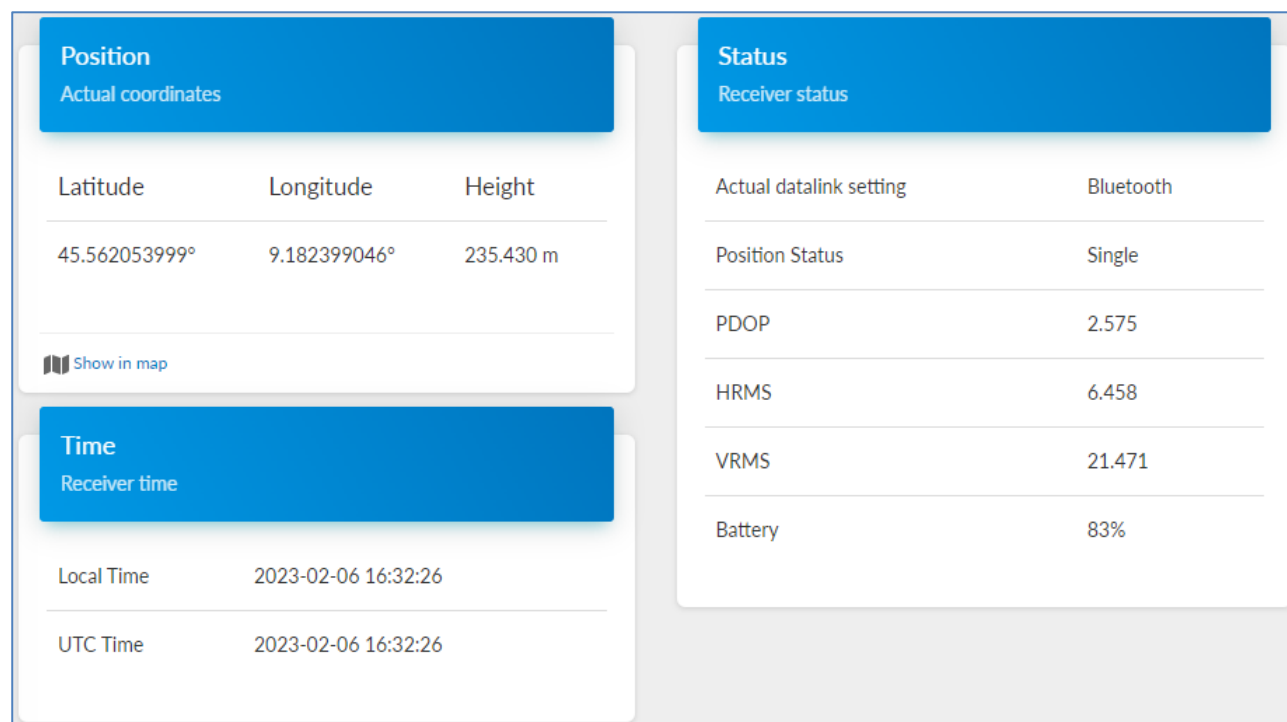 Position
Actual coordinates
Latitude Longitude Height
45.562053999° 9.182399046° 235.430 m
Show in map
Time
Receiver time
Local Time 2023-02-06 16:32:26
UTC Time 2023-02-06 16:32:26
Status
Receiver status
Actual datalink setting Bluetooth
Position Status Single
PDOP 2.575
HRMS 6.458
VRMS 21.471
Battery 83%